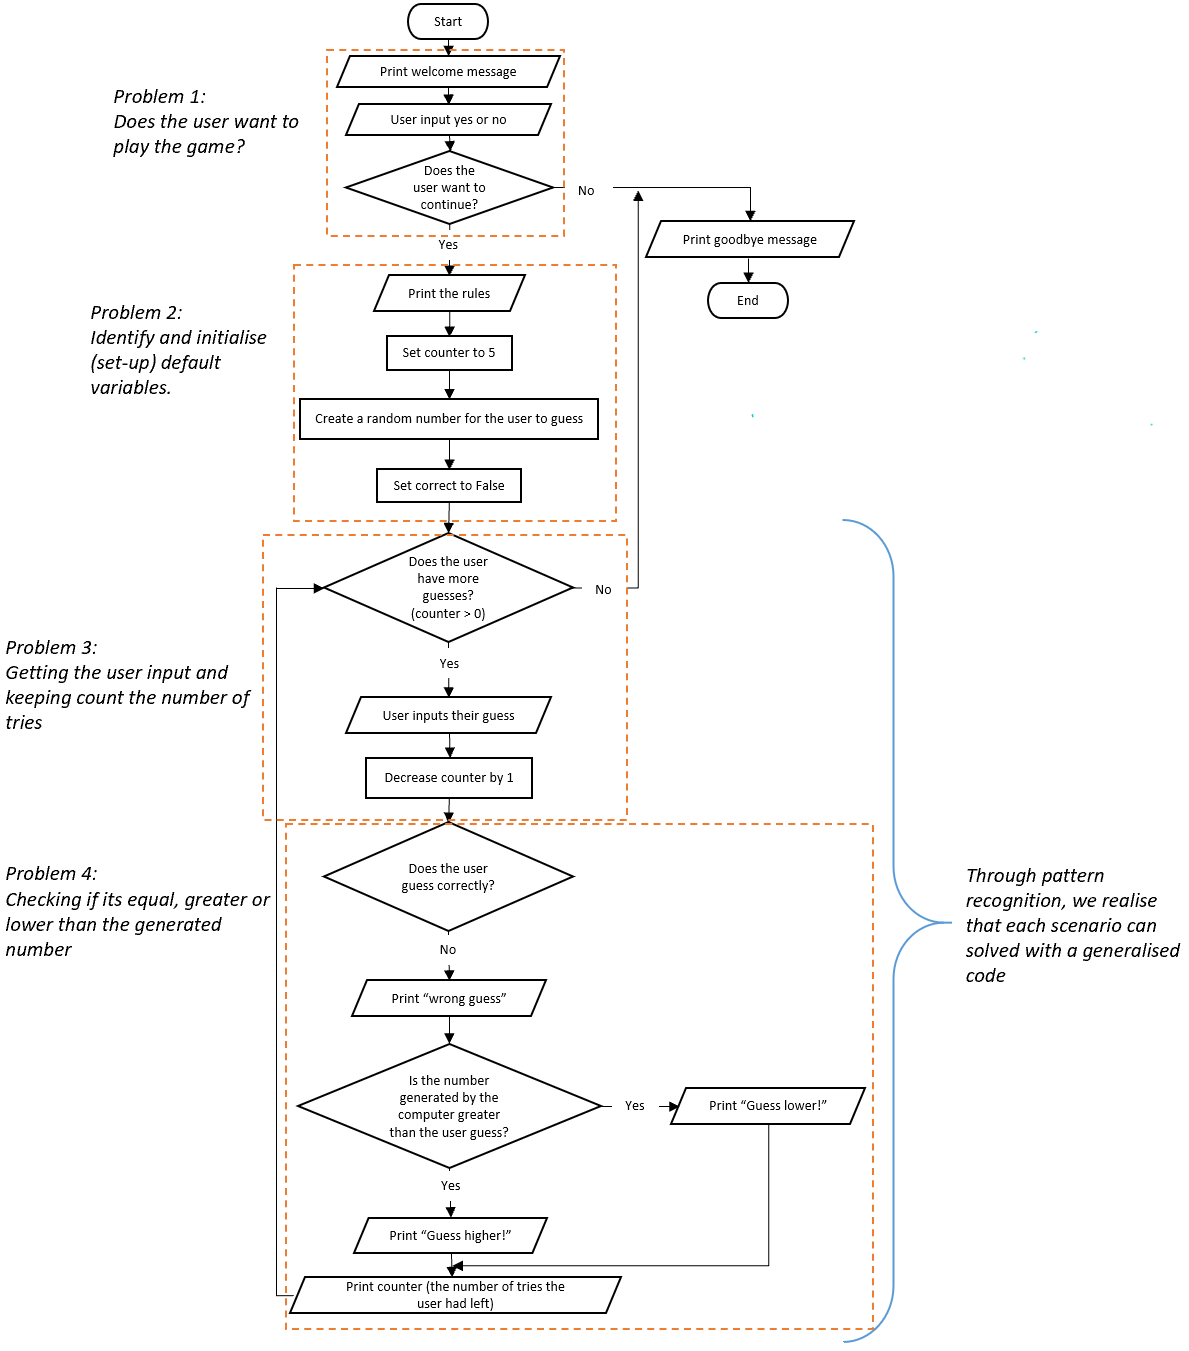 Start
Print welcome message
Problem 1:
Does the user want to
play the game?
User input yes or no
Does the
user want to
continue?
No
Print goodbye message
End
Yes
Problem 2:
Identify and initialise
(set-up) default
variables.
Print the rules
Set counter to 5
Create a random number for the user to guess
Set correct to False
Does the user
have more
guesses?
(counter > 0)
No
Problem 3:
Getting the user input and
keeping count the number of
tries
Yes
User inputs their guess
Decrease counter by 1
Problem 4:
Checking if its equal, greater or
lower than the generated
number
Does the user
guess correctly?
Through pattern
recognition, we realise
that each scenario can
solved with a generalised
code
No
Print “wrong guess”
Is the number
generated by the
computer greater
than the user guess?
Yes
Print “Guess lower!”
Yes
Print “Guess higher!”
Print counter (the number of tries the
user had left)